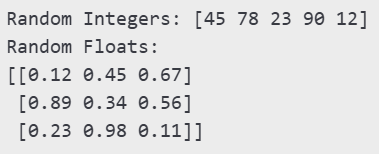 Random Integers: [45 78 23 90 12]
Random Floats:
[[0.12 0.45 0.67]
 [0.89 0.34 0.56]
 [0.23 0.98 0.11]]